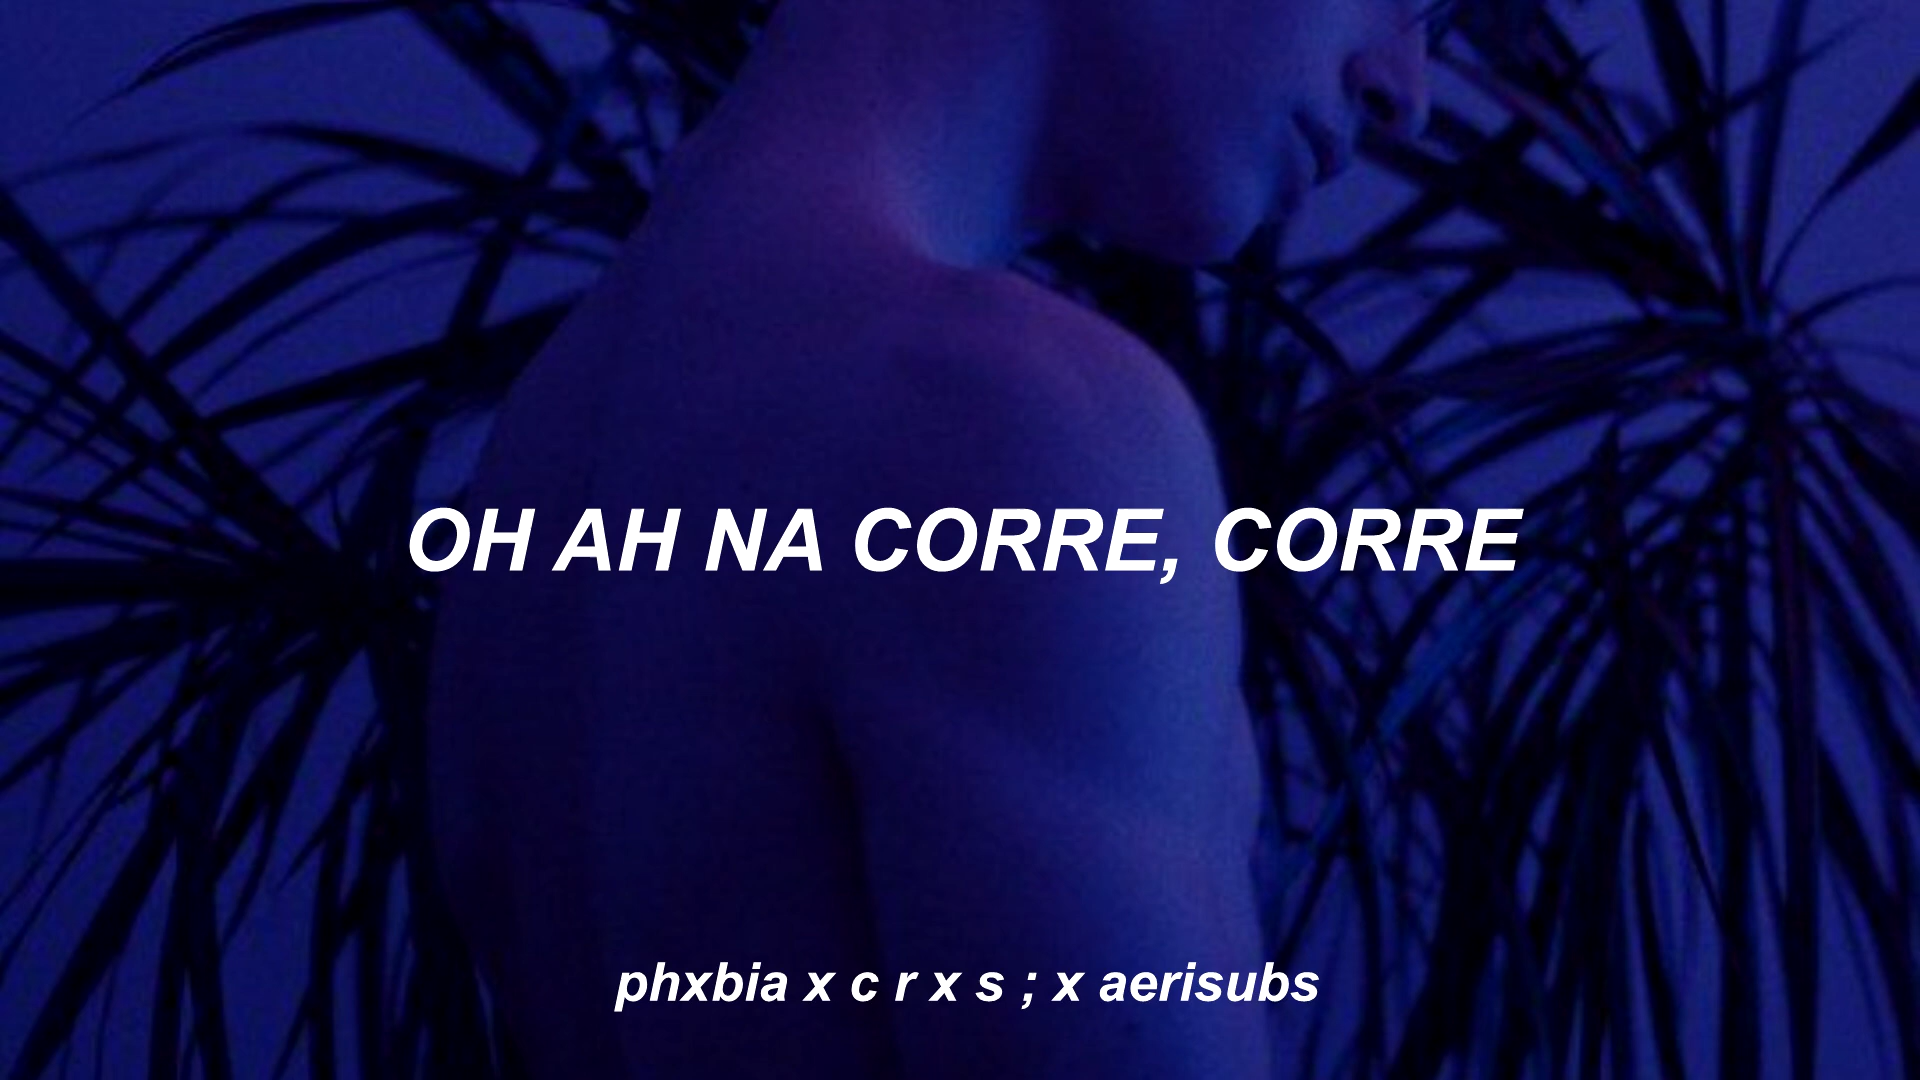 OH AH NA CORRE, CORRE
phxbia x c r x s ; x aerisubs